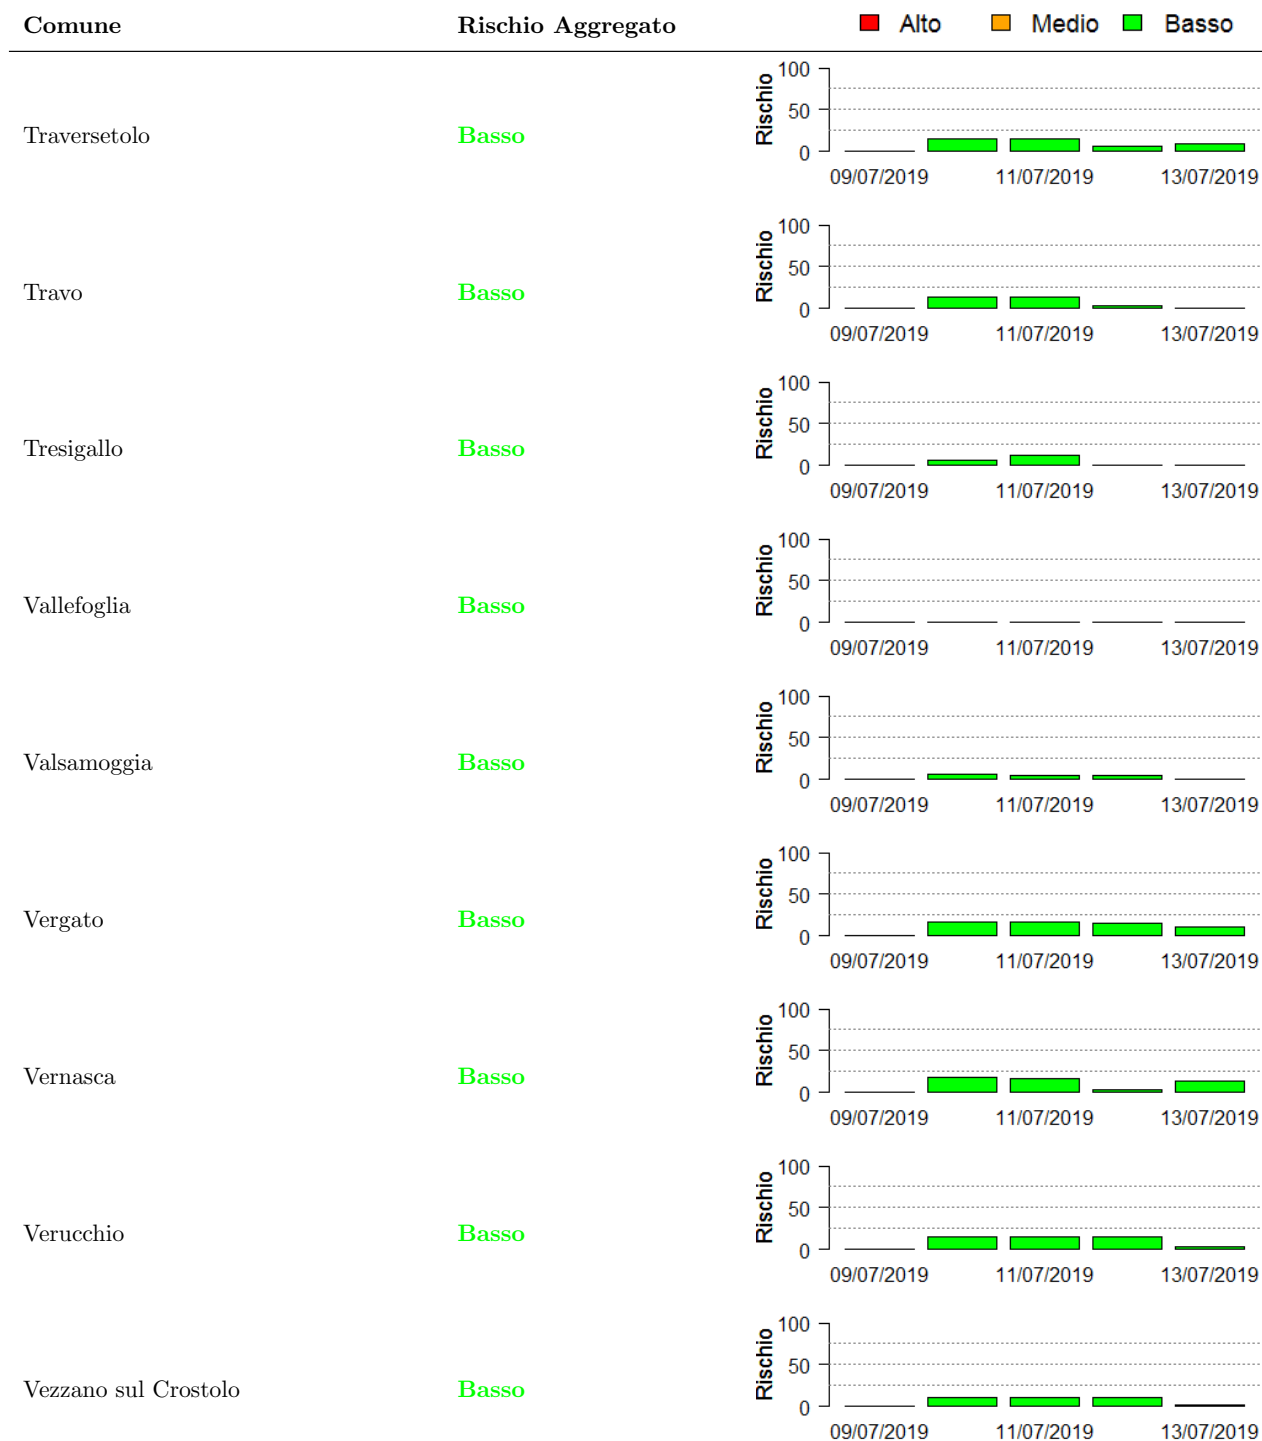 Comune Rischio Aggregato Alto Medio Basso
Traversetolo Basso
Rischio
100
50
0
09/07/2019 11/07/2019 13/07/2019
Travo Basso
Rischio
100
50
0
09/07/2019 11/07/2019 13/07/2019
Tresigallo Basso
Rischio
100
50
0
09/07/2019 11/07/2019 13/07/2019
Vallefoglia Basso
Rischio
100
50
0
09/07/2019 11/07/2019 13/07/2019
Valsamoggia Basso
Rischio
100
50
0
09/07/2019 11/07/2019 13/07/2019
Vergato Basso
Rischio
100
50
0
09/07/2019 11/07/2019 13/07/2019
Vernasca Basso
Rischio
100
50
0
09/07/2019 11/07/2019 13/07/2019
Verucchio Basso
Rischio
100
50
0
09/07/2019 11/07/2019 13/07/2019
Vezzano sul Crostolo Basso
Rischio
100
50
0
09/07/2019 11/07/2019 13/07/2019